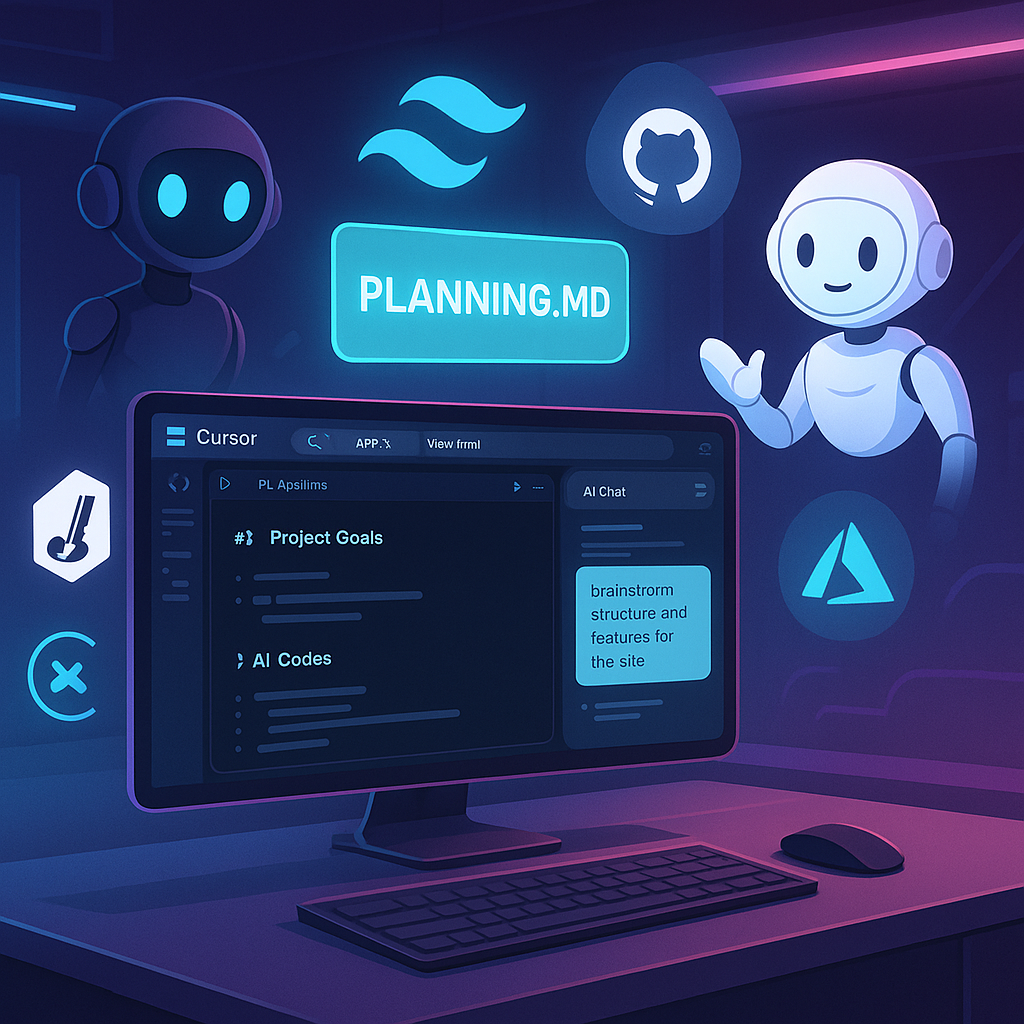 PLANNING.MD
Cursor
APP.
View frrml
PL Apsilims
AI Chat
# Project Goals
brainstrorm
structure and
features for
the site
AI Codes